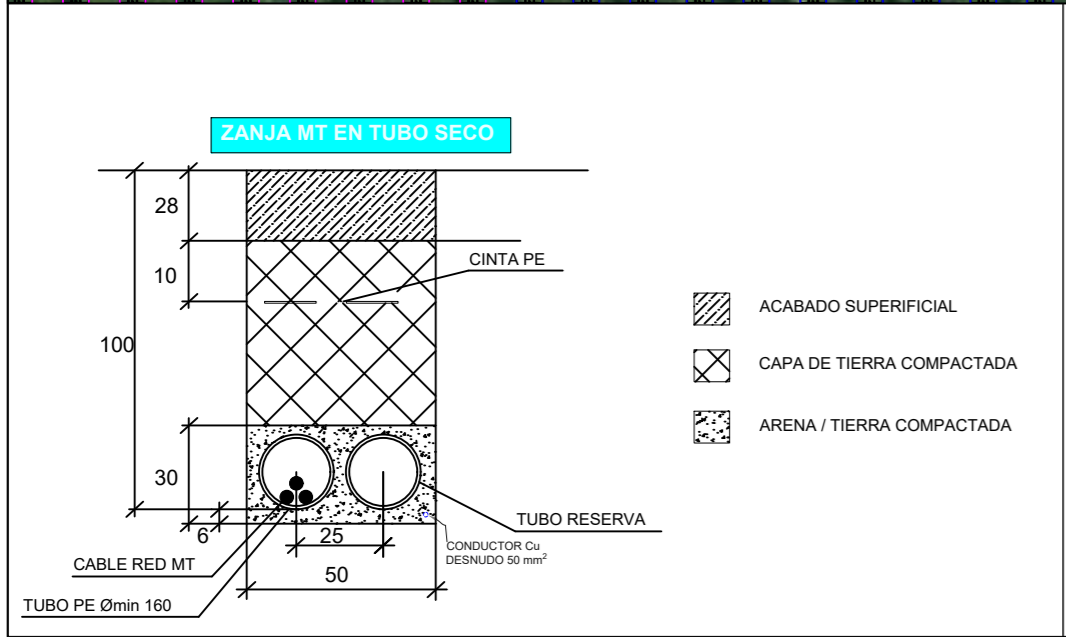 ZANJA MT EN TUBO SECO
28
10
CINTA PE
100
30
6
25
50
TUBO RESERVA
CONDUCTOR Cu
DESNUDO 50 mm²
CABLE RED MT
TUBO PE Ømin 160
ACABADO SUPERIFICIAL
CAPA DE TIERRA COMPACTADA
ARENA / TIERRA COMPACTADA